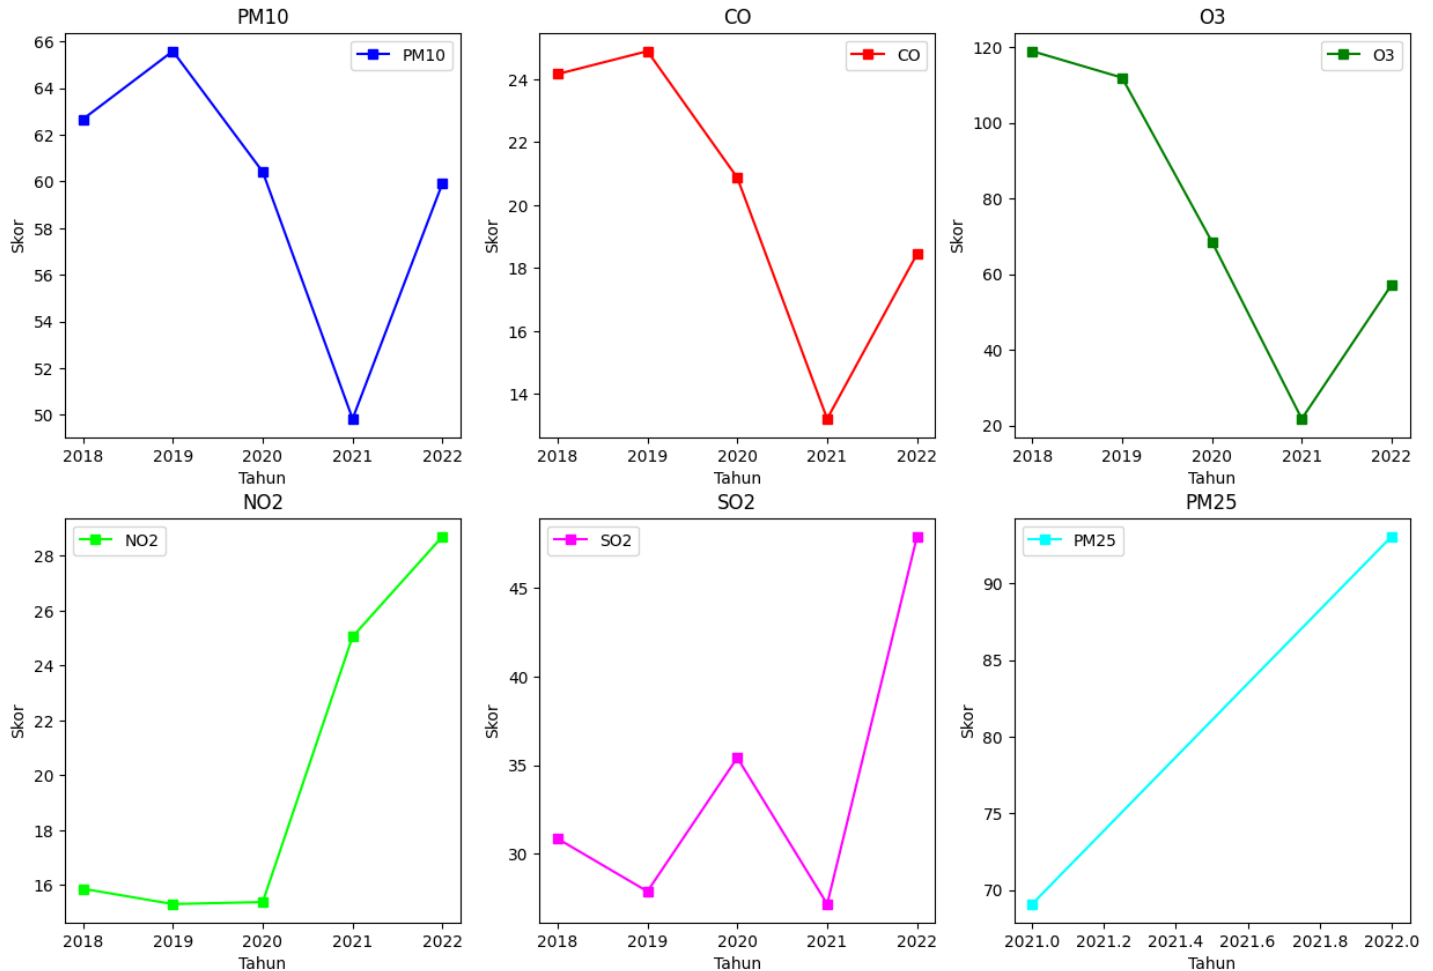 PM10
CO
O3
66
64
62
60
58
56
54
52
50
Skor
PM10
2018 2019 2020 2021 2022
Tahun
24
22
20
18
16
14
Skor
CO
2018 2019 2020 2021 2022
Tahun
120
100
80
60
40
20
Skor
O3
2018 2019 2020 2021 2022
Tahun
NO2
SO2
PM25
28
26
24
22
20
18
16
Skor
NO2
2018 2019 2020 2021 2022
Tahun
45
40
35
30
Skor
SO2
2018 2019 2020 2021 2022
Tahun
90
85
80
75
70
Skor
PM25
2021.0 2021.2 2021.4 2021.6 2021.8 2022.0
Tahun